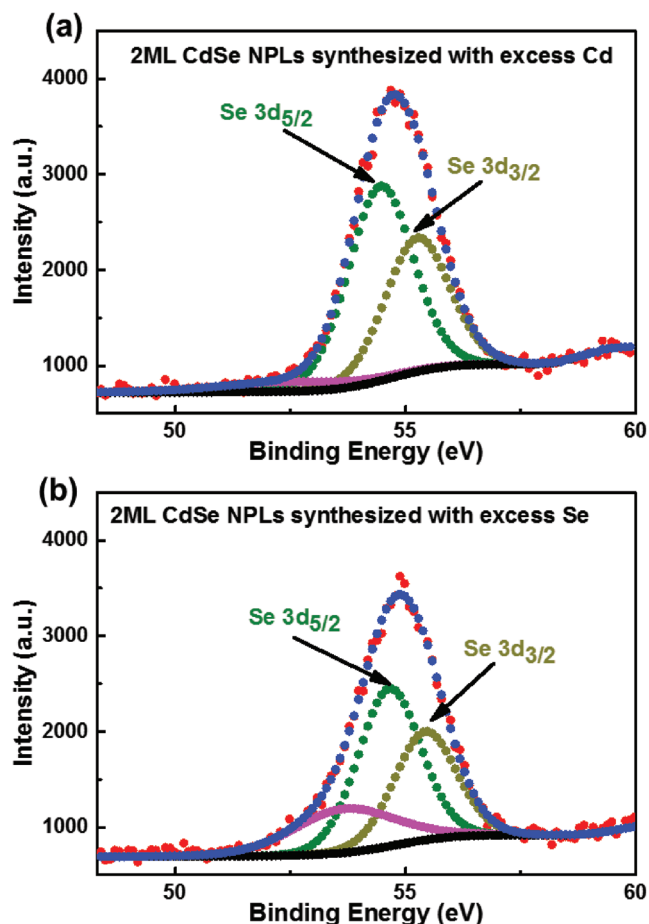 (a)
2ML CdSe NPLs synthesized with excess Cd
4000
3000
2000
1000
Intensity (a.u.)
Se 3d5/2
Se 3d3/2
50
55
60
Binding Energy (eV)
(b)
2ML CdSe NPLs synthesized with excess Se
4000
3000
2000
1000
Intensity (a.u.)
Se 3d5/2
Se 3d3/2
50
55
60
Binding Energy (eV)